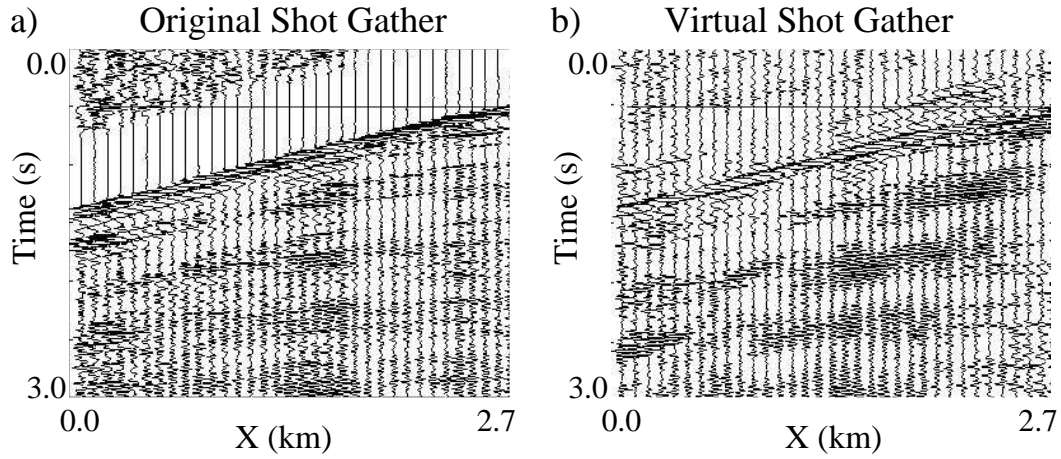 a) Original Shot Gather
0.0
Time (s)
3.0
0.0
X (km)
2.7
b) Virtual Shot Gather
0.0
Time (s)
3.0
0.0
X (km)
2.7